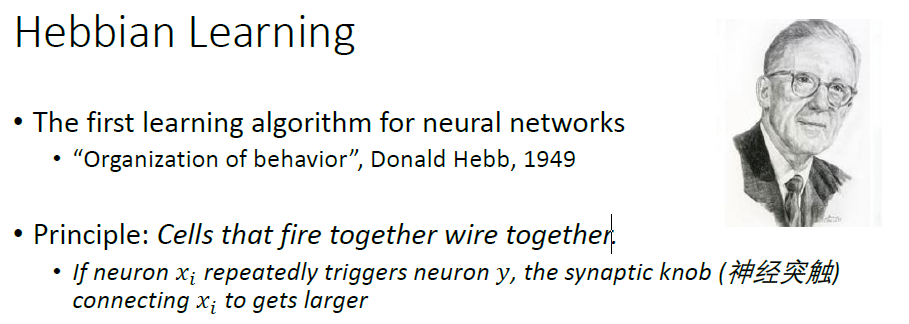 Hebbian Learning
• The first learning algorithm for neural networks
• “Organization of behavior”, Donald Hebb, 1949
• Principle: Cells that fire together wire together.
• If neuron xᵢ repeatedly triggers neuron y, the synaptic knob (神经突触)
connecting xᵢ to gets larger